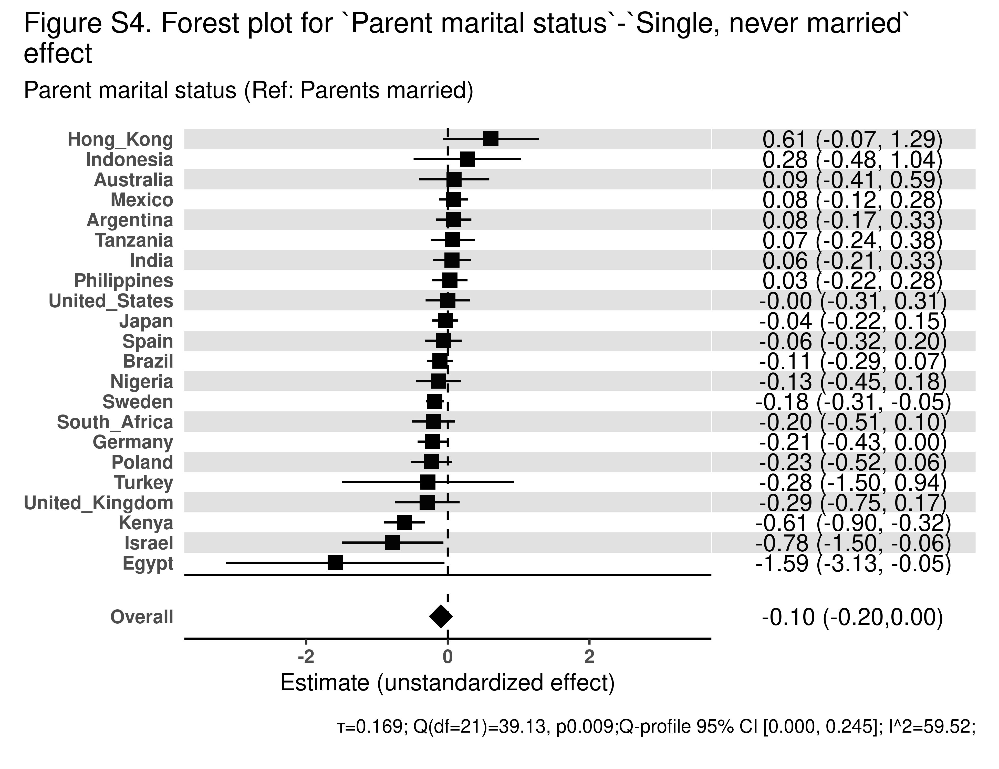 Figure S4. Forest plot for `Parent marital status`-`Single, never married`
effect
Parent marital status (Ref: Parents married)
Hong_Kong 0.61 (-0.07, 1.29)
Indonesia 0.28 (-0.48, 1.04)
Australia 0.09 (-0.41, 0.59)
Mexico 0.08 (-0.12, 0.28)
Argentina 0.08 (-0.17, 0.33)
Tanzania 0.07 (-0.24, 0.38)
India 0.06 (-0.21, 0.33)
Philippines 0.03 (-0.22, 0.28)
United_States -0.00 (-0.31, 0.31)
Japan -0.04 (-0.22, 0.15)
Spain -0.06 (-0.32, 0.20)
Brazil -0.11 (-0.29, 0.07)
Nigeria -0.13 (-0.45, 0.18)
Sweden -0.18 (-0.31, -0.05)
South_Africa -0.20 (-0.51, 0.10)
Germany -0.21 (-0.43, 0.00)
Poland -0.23 (-0.52, 0.06)
Turkey -0.28 (-1.50, 0.94)
United_Kingdom -0.29 (-0.75, 0.17)
Kenya -0.61 (-0.90, -0.32)
Israel -0.78 (-1.50, -0.06)
Egypt -1.59 (-3.13, -0.05)
Overall -0.10 (-0.20,0.00)
-2 0 2
Estimate (unstandardized effect)
τ=0.169; Q(df=21)=39.13, p0.009;Q-profile 95% CI [0.000, 0.245]; I^2=59.52;